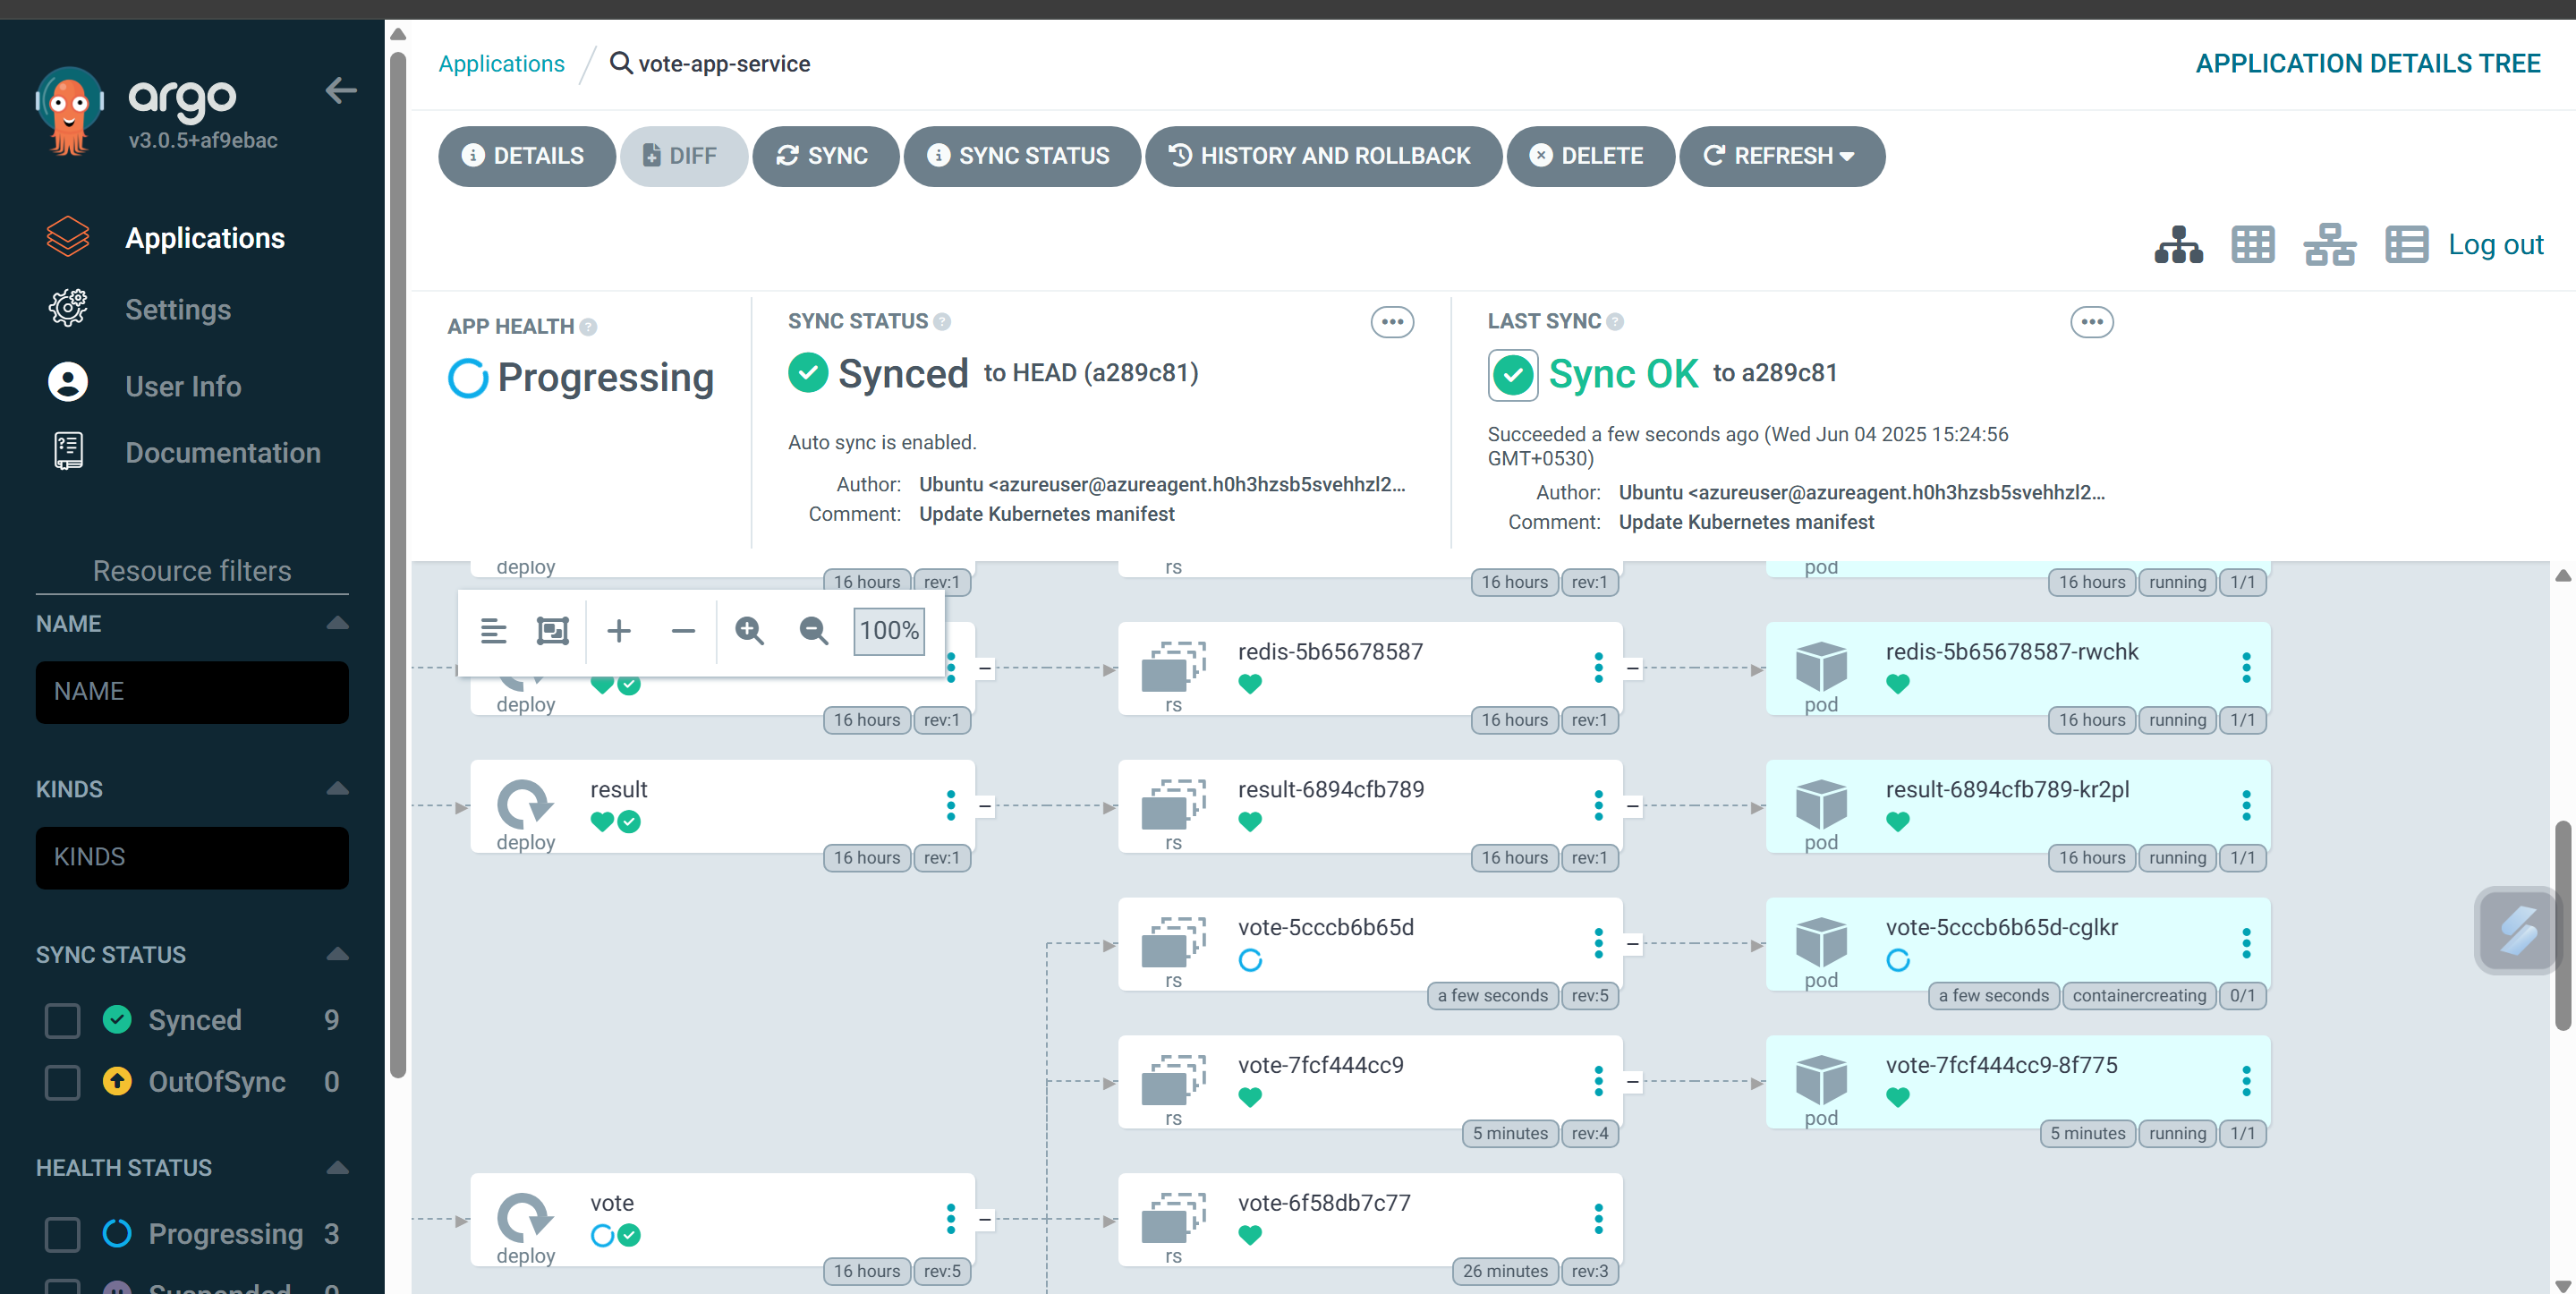 argo
v3.0.5+af9ebac
Applications
Settings
User Info
Documentation
Resource filters
NAME
NAME
KINDS
KINDS
SYNC STATUS
Synced 9
OutOfSync 0
HEALTH STATUS
Progressing 3
Suspended 0
Applications / vote-app-service
APPLICATION DETAILS TREE
DETAILS DIFF SYNC SYNC STATUS HISTORY AND ROLLBACK DELETE REFRESH
Log out
APP HEALTH ?
Progressing
SYNC STATUS ?
Synced to HEAD (a289c81)
Auto sync is enabled.
Author: Ubuntu <azureuser@azureagent.h0h3hzsb5svehhzl2…
Comment: Update Kubernetes manifest
LAST SYNC ?
Sync OK to a289c81
Succeeded a few seconds ago (Wed Jun 04 2025 15:24:56
GMT+0530)
Author: Ubuntu <azureuser@azureagent.h0h3hzsb5svehhzl2…
Comment: Update Kubernetes manifest
deploy
16 hours rev:1
rs
16 hours rev:1
pod
16 hours running 1/1
100%
deploy
16 hours rev:1
redis-5b65678587
rs
16 hours rev:1
redis-5b65678587-rwchk
pod
16 hours running 1/1
result
deploy
16 hours rev:1
result-6894cfb789
rs
16 hours rev:1
result-6894cfb789-kr2pl
pod
16 hours running 1/1
vote-5cccb6b65d
rs
a few seconds rev:5
vote-5cccb6b65d-cglkr
pod
a few seconds containercreating 0/1
vote-7fcf444cc9
rs
5 minutes rev:4
vote-7fcf444cc9-8f775
pod
5 minutes running 1/1
vote
deploy
16 hours rev:5
vote-6f58db7c77
rs
26 minutes rev:3